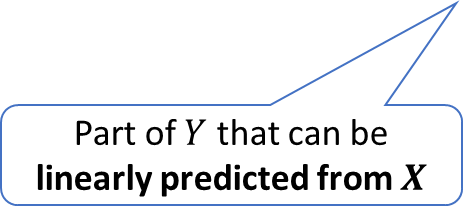 Part of Y that can be
linearly predicted from X